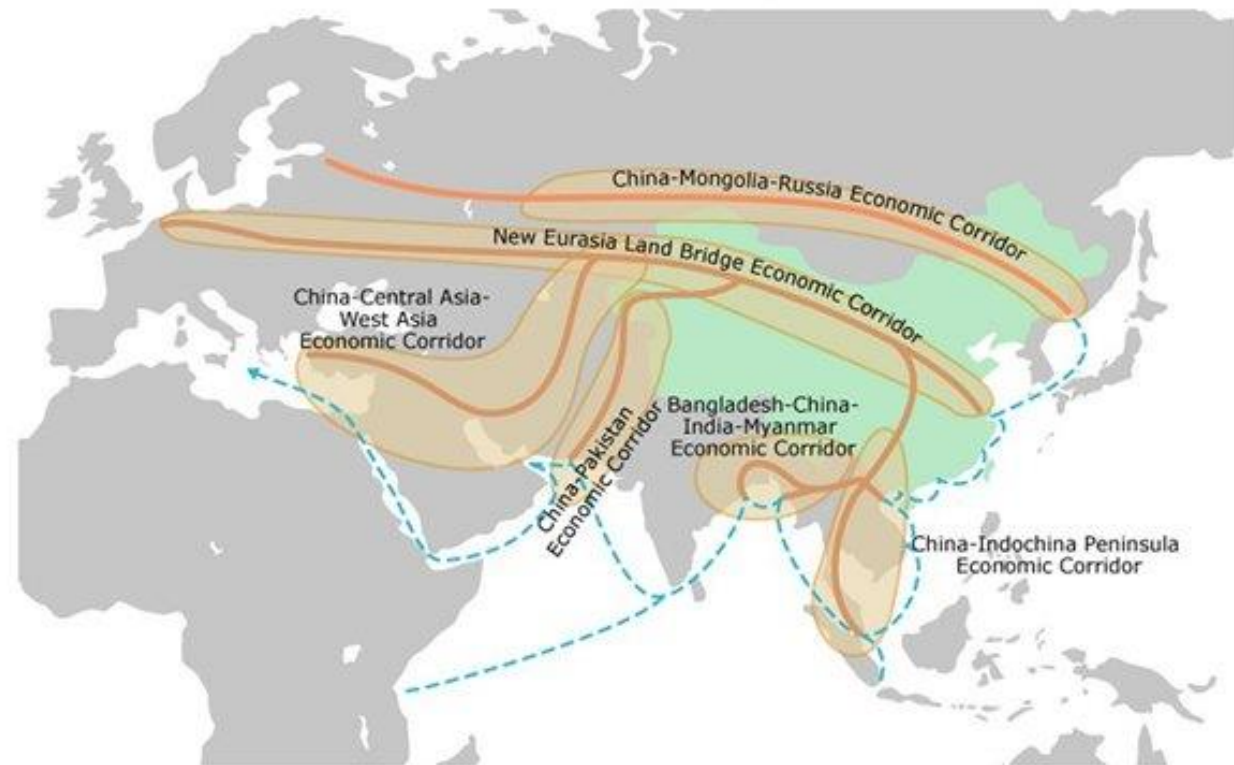 China-Mongolia-Russia Economic Corridor
New Eurasia Land Bridge Economic Corridor
China-Central Asia-
West Asia
Economic Corridor
China-Pakistan
Economic Corridor
Bangladesh-China-
India-Myanmar
Economic Corridor
China-Indochina Peninsula
Economic Corridor